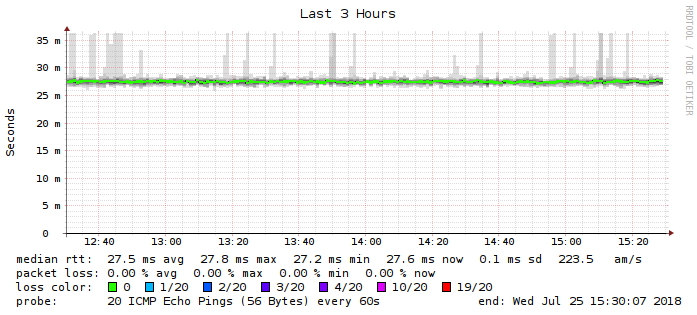 Last 3 Hours
RRDTOOL / TOBI OETIKER
Seconds
35 m
30 m
25 m
20 m
15 m
10 m
5 m
0
12:40 13:00 13:20 13:40 14:00 14:20 14:40 15:00 15:20
median rtt: 27.5 ms avg 27.8 ms max 27.2 ms min 27.6 ms now 0.1 ms sd 223.5 am/s
packet loss: 0.00 % avg 0.00 % max 0.00 % min 0.00 % now
loss color: 0 1/20 2/20 3/20 4/20 10/20 19/20
probe: 20 ICMP Echo Pings (56 Bytes) every 60s end: Wed Jul 25 15:30:07 2018